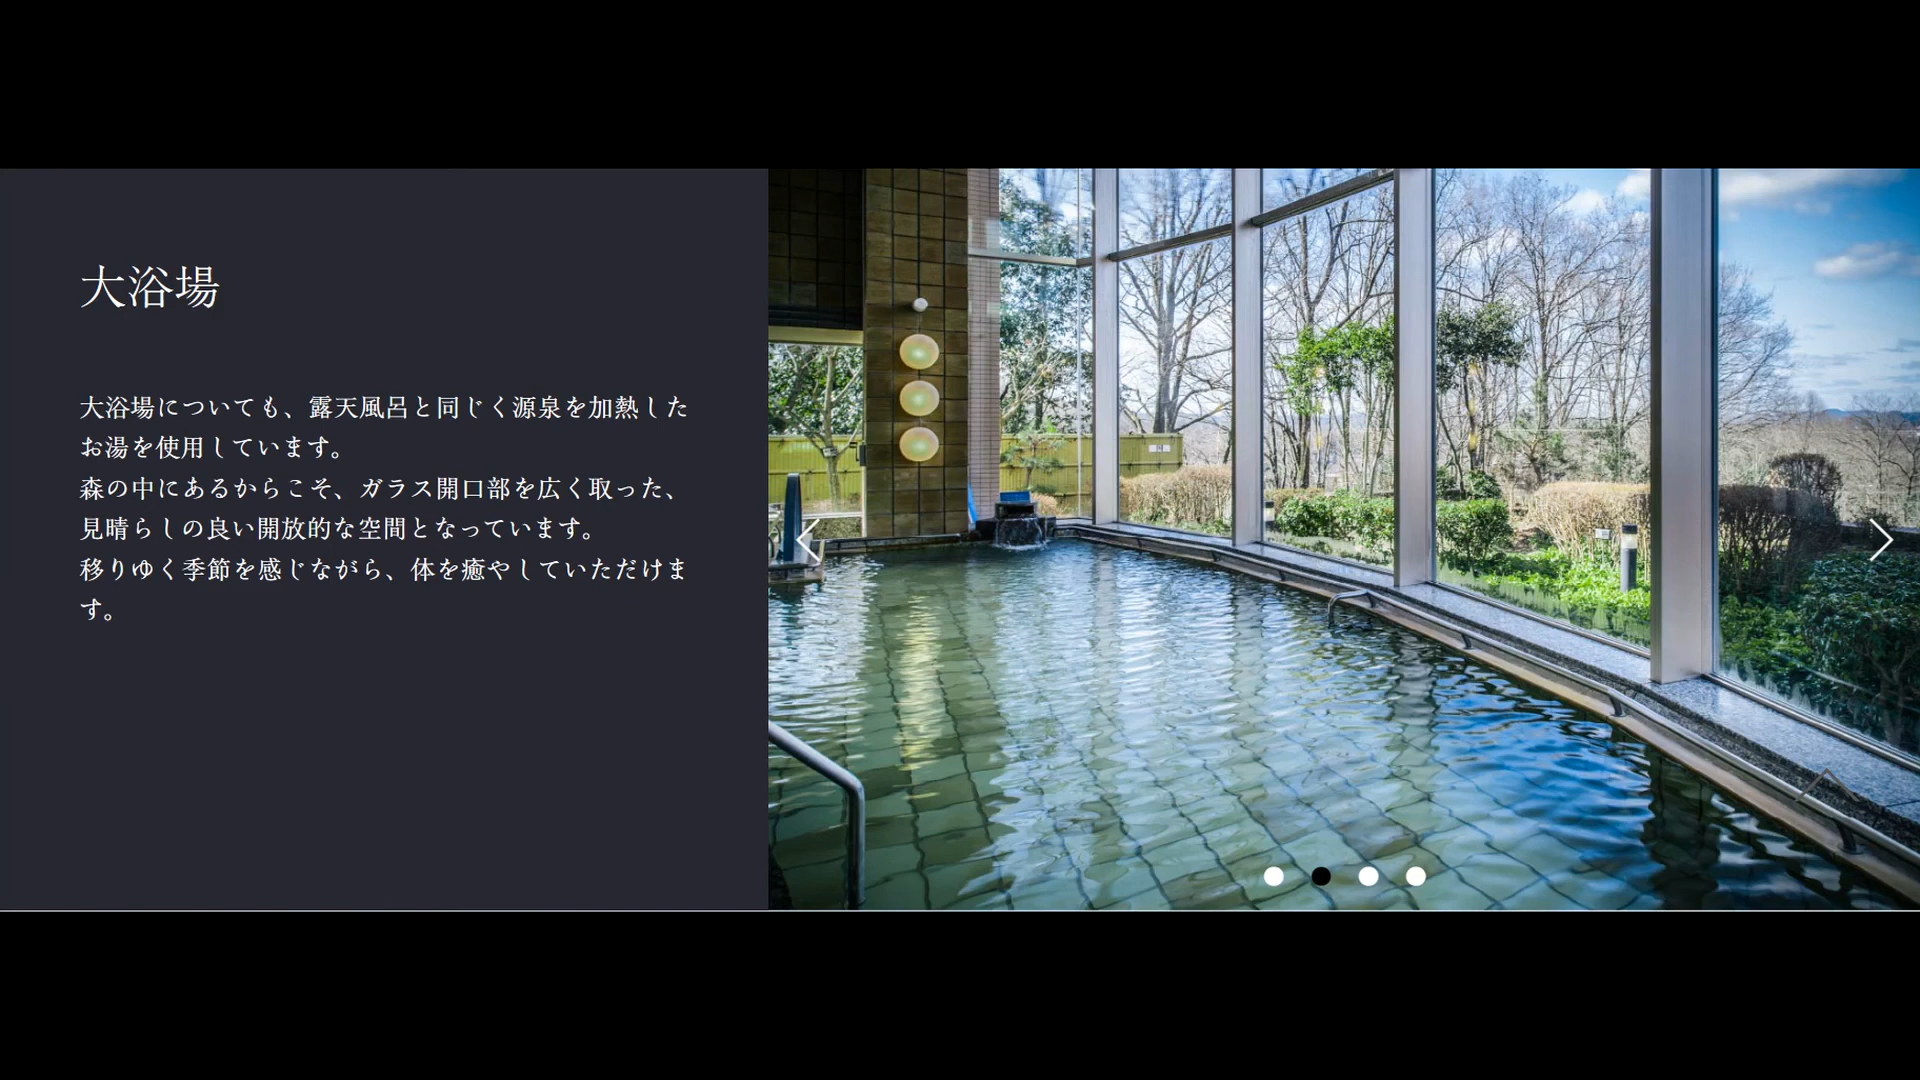 大浴場
大浴場についても、露天風呂と同じく源泉を加熱した
お湯を使用しています。
森の中にあるからこそ、ガラス開口部を広く取った、
見晴らしの良い開放的な空間となっています。
移りゆく季節を感じながら、体を癒やしていただけま
す。